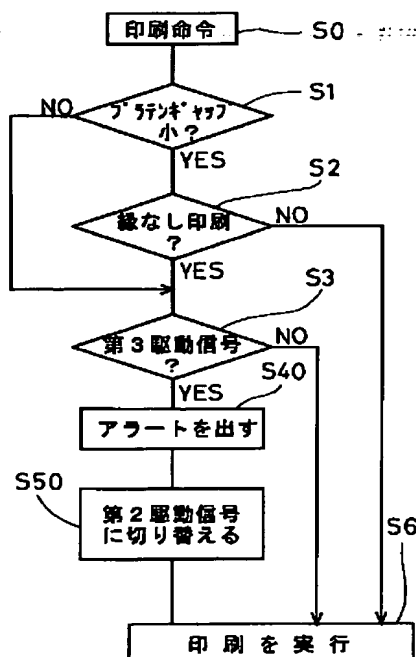 印刷命令
S0
プラテンギャップ
小?
S1
NO
YES
S2
縁なし印刷
?
NO
YES
S3
第3駆動信号
?
NO
YES
S40
アラートを出す
S50
第2駆動信号
に切り替える
S6
印刷を実行